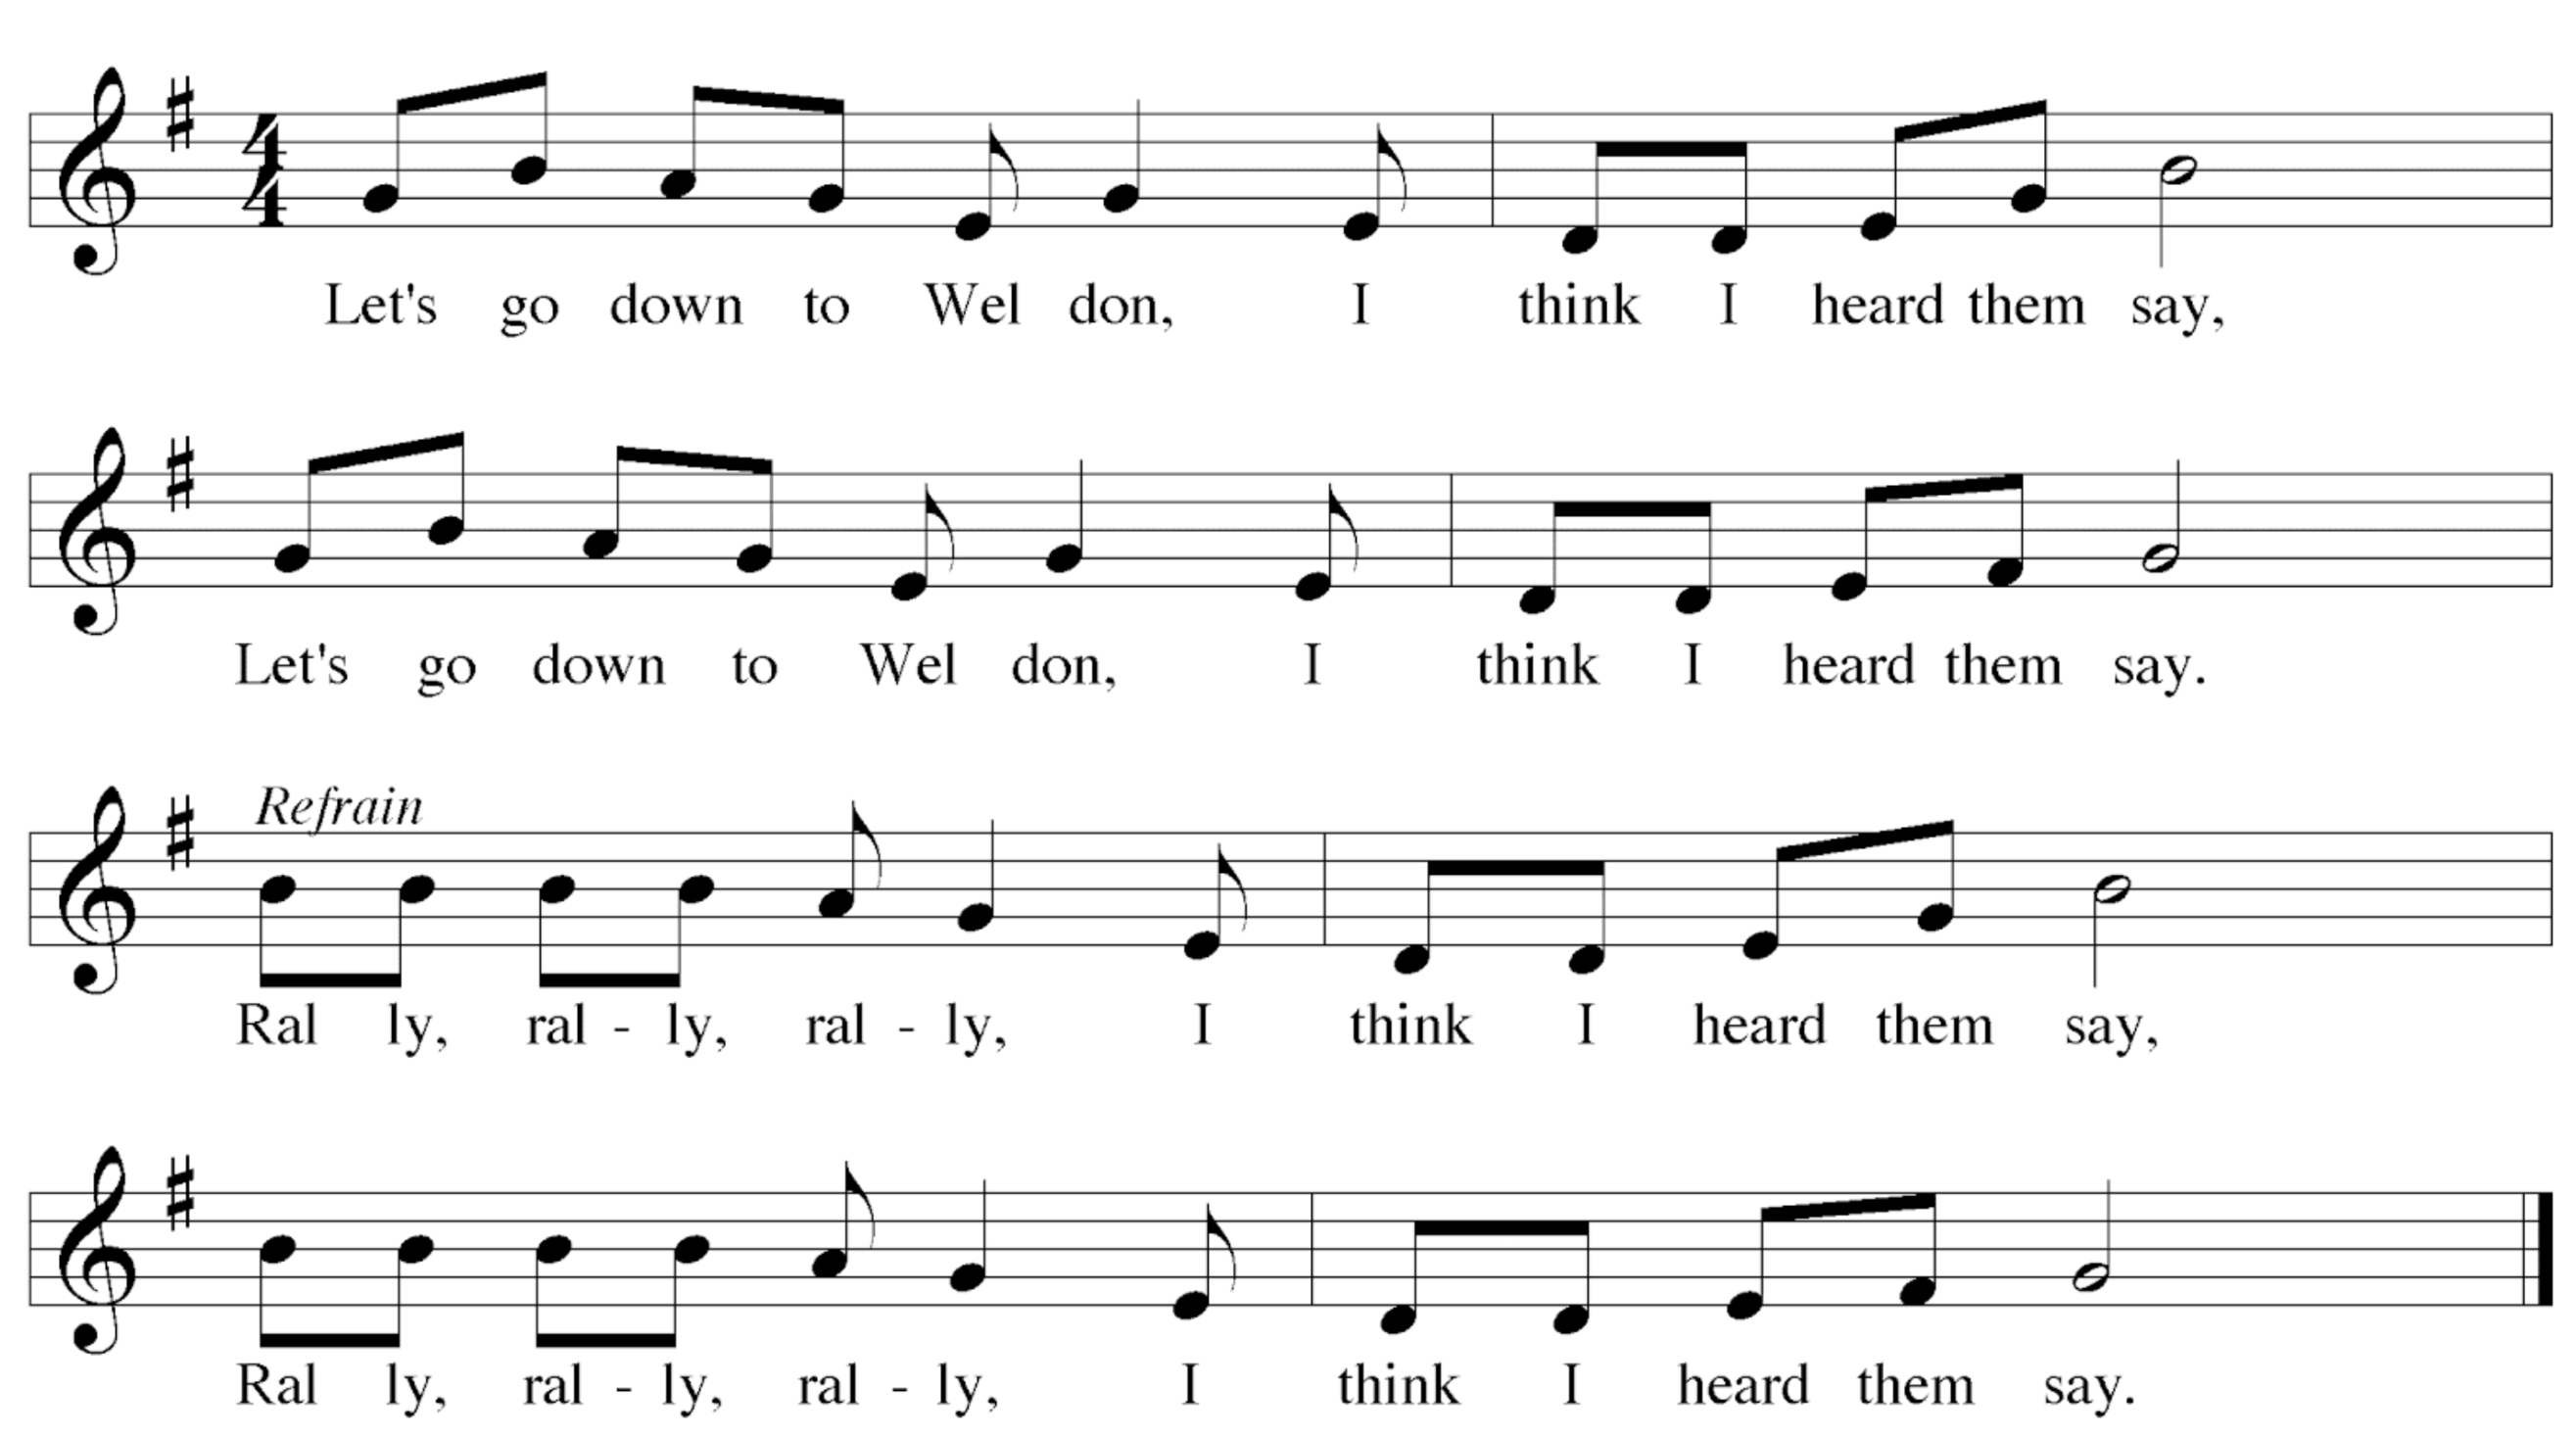 4
4
Let's go down to Wel don, I think I heard them say,
Let's go down to Wel don, I think I heard them say.
Refrain
Ral ly, ral - ly, ral - ly, I think I heard them say,
Ral ly, ral - ly, ral - ly, I think I heard them say.